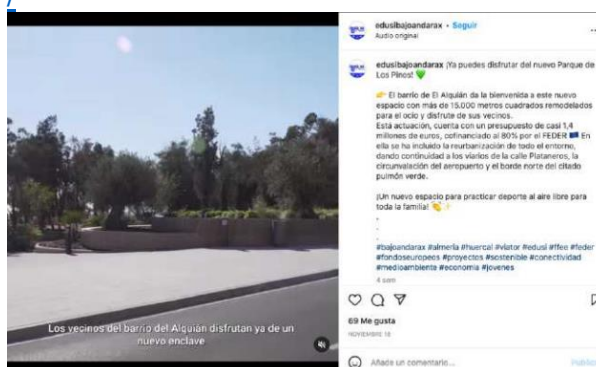 Los vecinos del barrio del Alquián disfrutan ya de un
nuevo enclave
edusibajoandarax • Seguir
Audio original
edusibajoandarax ¡Ya puedes disfrutar del nuevo Parque de
Los Pinos! 💚
👉 El barrio de El Alquián da la bienvenida a este nuevo
espacio con más de 15.000 metros cuadrados remodelados
para el ocio y disfrute de sus vecinos.
Está actuación, cuenta con un presupuesto de casi 1,4
millones de euros, cofinanciado al 80% por el FEDER 🇪🇺 En
ella se ha incluido la reurbanización de todo el entorno,
dando continuidad a los viarios de la calle Plataneros, la
circunvalación del aeropuerto y el borde norte del citado
pulmón verde.
¡Un nuevo espacio para practicar deporte al aire libre para
toda la familia! 👏✨
.
.
.
#bajoandarax #almeria #huercal #viator #edusi #ffee #feder
#fondoseuropeos #proyectos #sostenible #conectividad
#medioambiente #economia #jovenes
4 sem
69 Me gusta
NOVIEMBRE 18
Añade un comentario...
Publicar